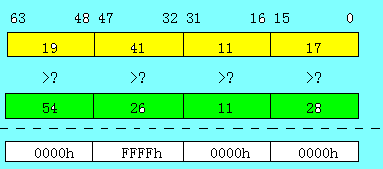 63 48 47 32 31 16 15 0
19 41 11 17
>? >? >? >?
54 26 11 28
0000h FFFFh 0000h 0000h